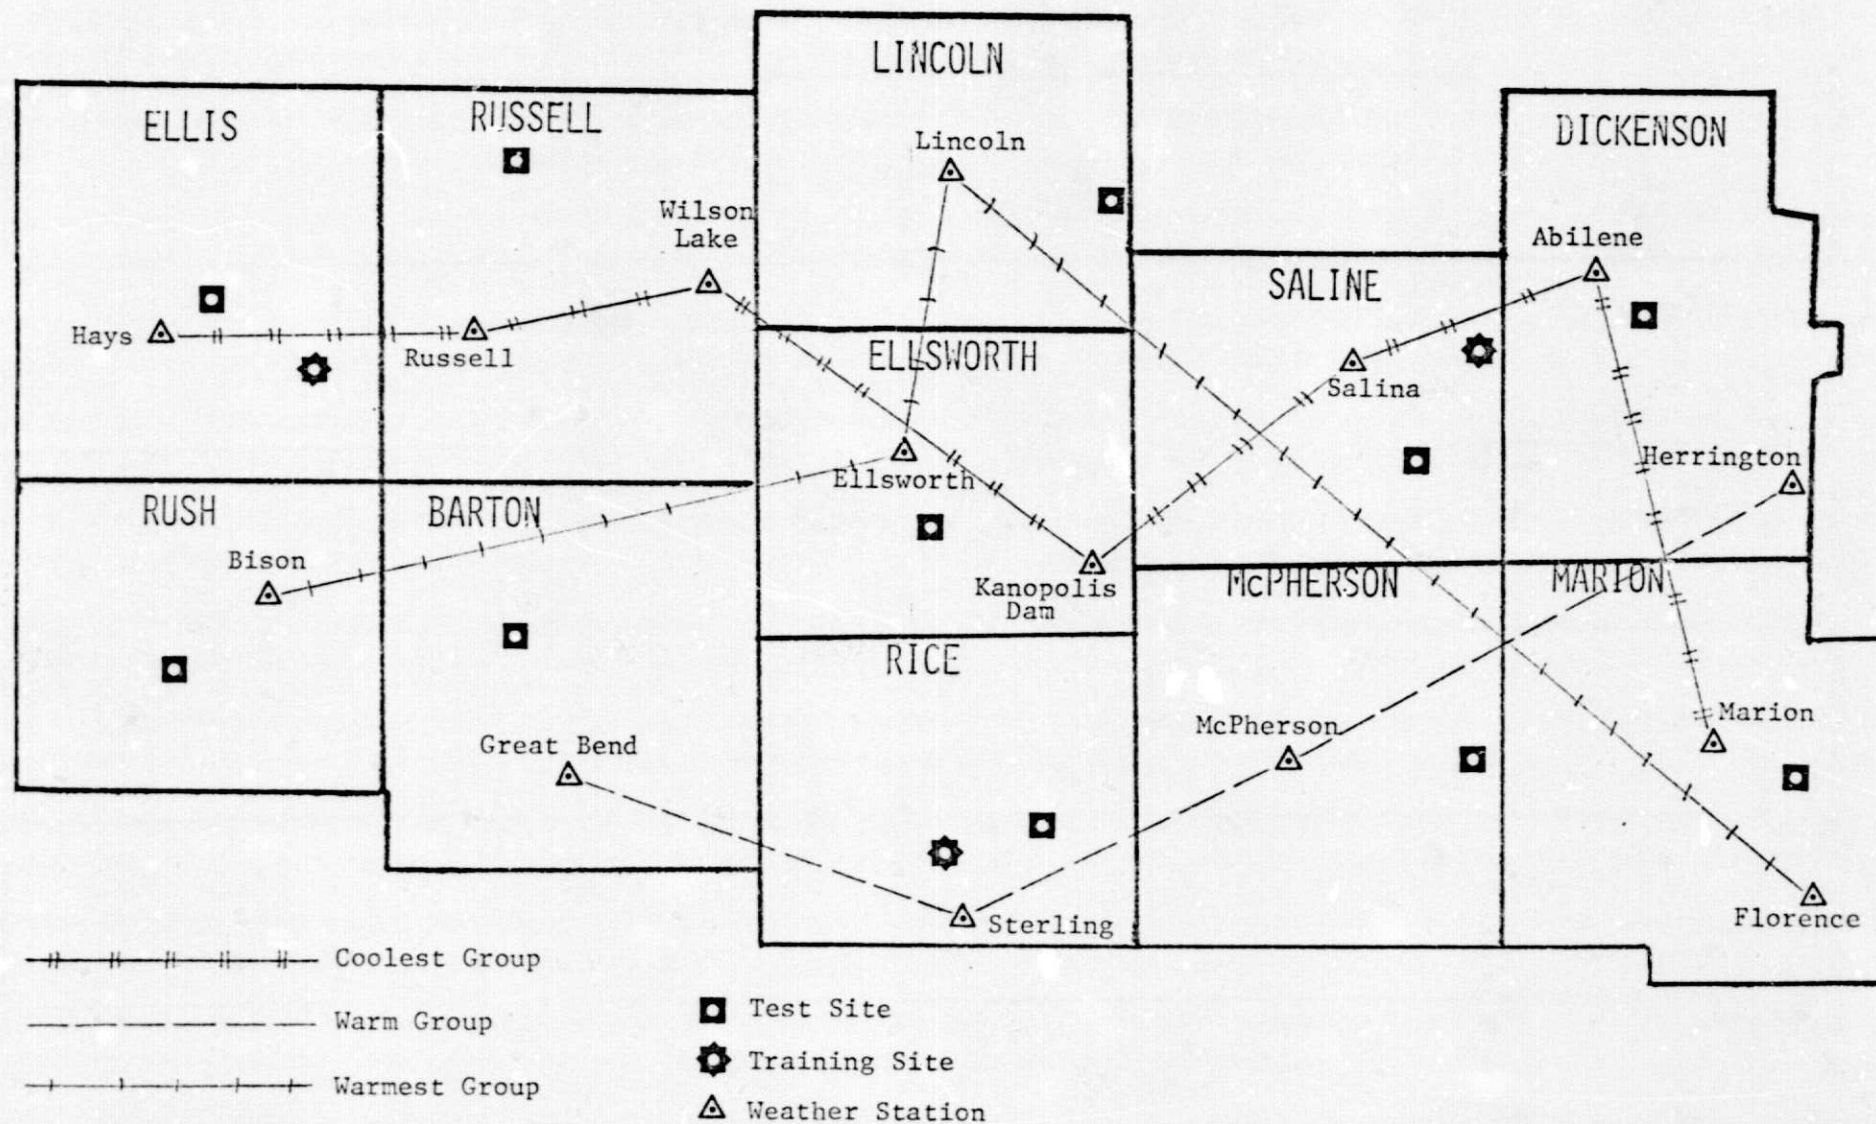 LINCOLN
ELLIS
RUSSELL
DICKENSON
Lincoln
Wilson
Lake
Abilene
SALINE
Hays
Russell
ELLSWORTH
Salina
Herrington
Ellsworth
RUSH
BARTON
Bison
Kanopolis
Dam
McPHERSON
MARION
RICE
Great Bend
McPherson
Marion
Sterling
Florence
Coolest Group
Warm Group
Warmest Group
Test Site
Training Site
Weather Station